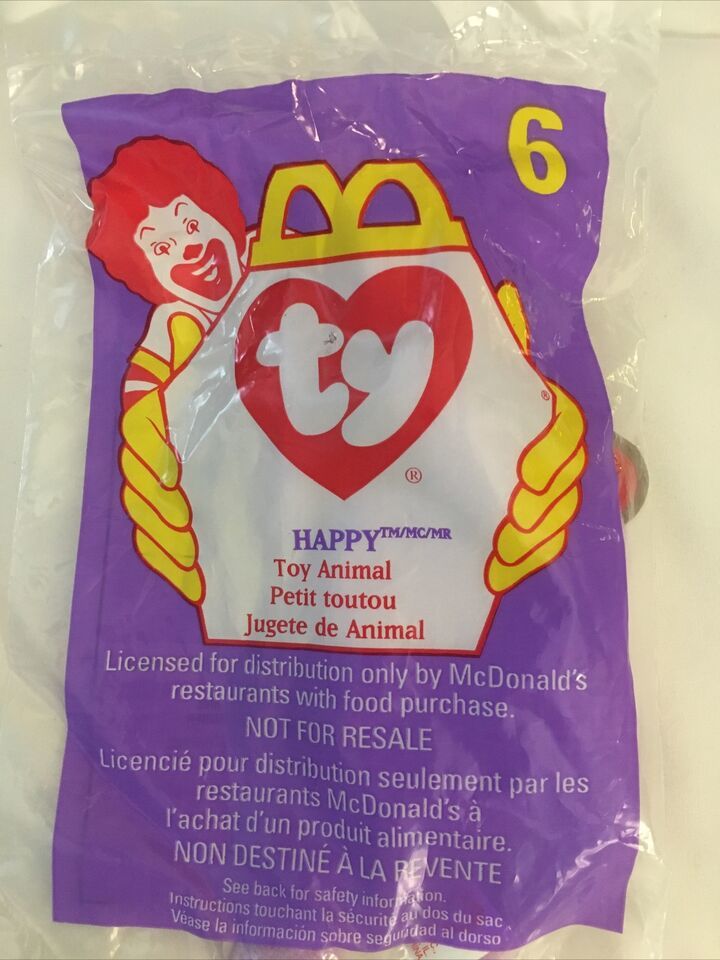 6
ty
®
®
HAPPY™/MC/MR
Toy Animal
Petit toutou
Jugete de Animal
Licensed for distribution only by McDonald's
restaurants with food purchase.
NOT FOR RESALE
Licencié pour distribution seulement par les
restaurants McDonald's à
l'achat d'un produit alimentaire.
NON DESTINÉ À LA REVENTE
See back for safety information.
Instructions touchant la sécurité au dos du sac
Véase la información sobre seguridad al dorso